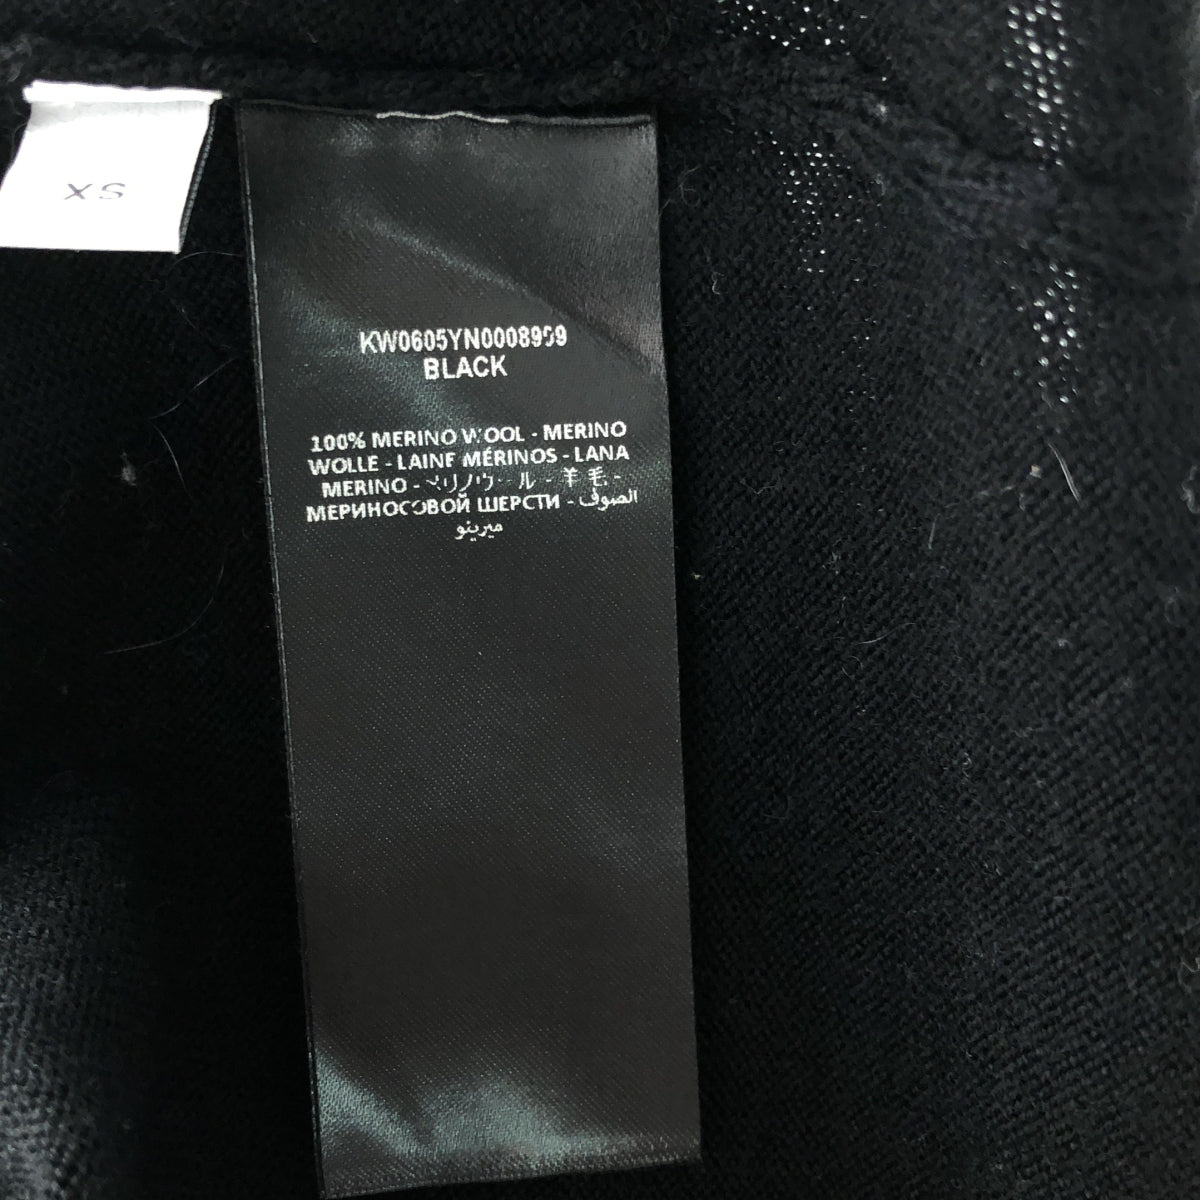 XS
KW0605YN0008999
BLACK
100% MERINO WOOL - MERINO
WOLLE - LAINE MÉRINOS - LANA
MERINO - メリノウール - 羊毛 -
МЕРИНОСОВОЙ ШЕРСТИ - الصوف
ميرينو